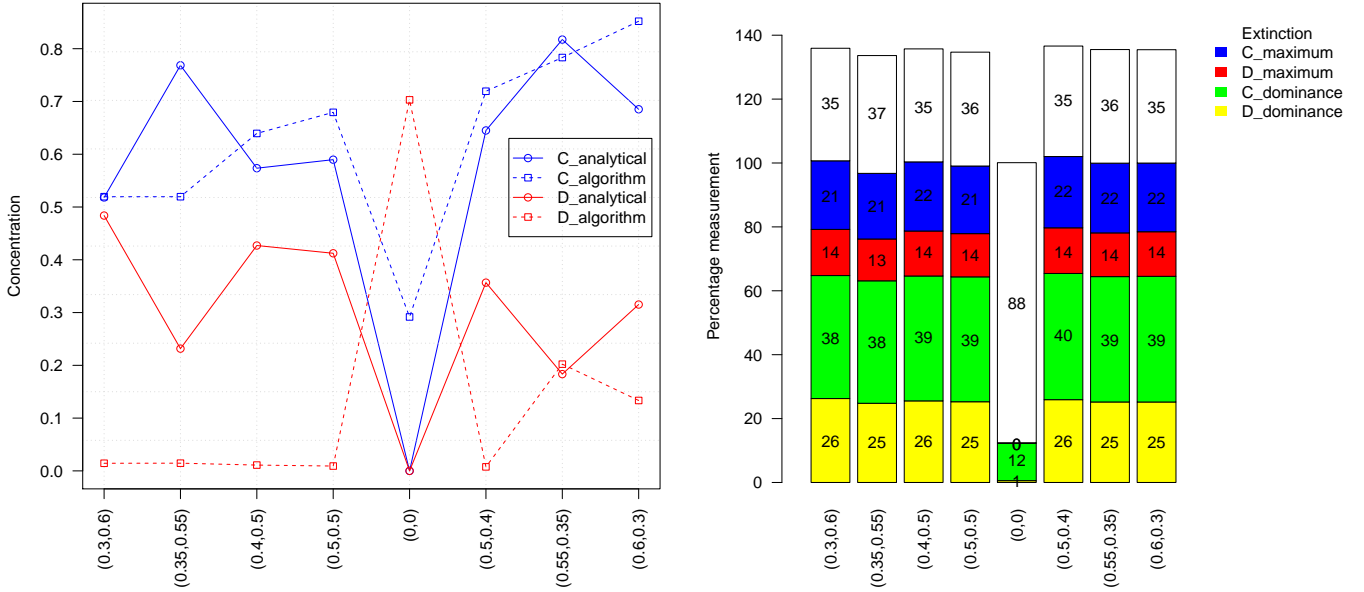 Concentration
0.8
0.7
0.6
0.5
0.4
0.3
0.2
0.1
0.0
C_analytical
C_algorithm
D_analytical
D_algorithm
(0.3,0.6)
(0.35,0.55)
(0.4,0.5)
(0.5,0.5)
(0,0)
(0.5,0.4)
(0.55,0.35)
(0.6,0.3)
Percentage measurement
140
120
100
80
60
40
20
0
35 37 35 36 35 36 35
21 21 22 21 22 22 22
14 13 14 14 14 14 14
38 38 39 39 40 39 39
26 25 26 25 26 25 25
88
0
12
1
(0.3,0.6)
(0.35,0.55)
(0.4,0.5)
(0.5,0.5)
(0,0)
(0.5,0.4)
(0.55,0.35)
(0.6,0.3)
Extinction
C_maximum
D_maximum
C_dominance
D_dominance